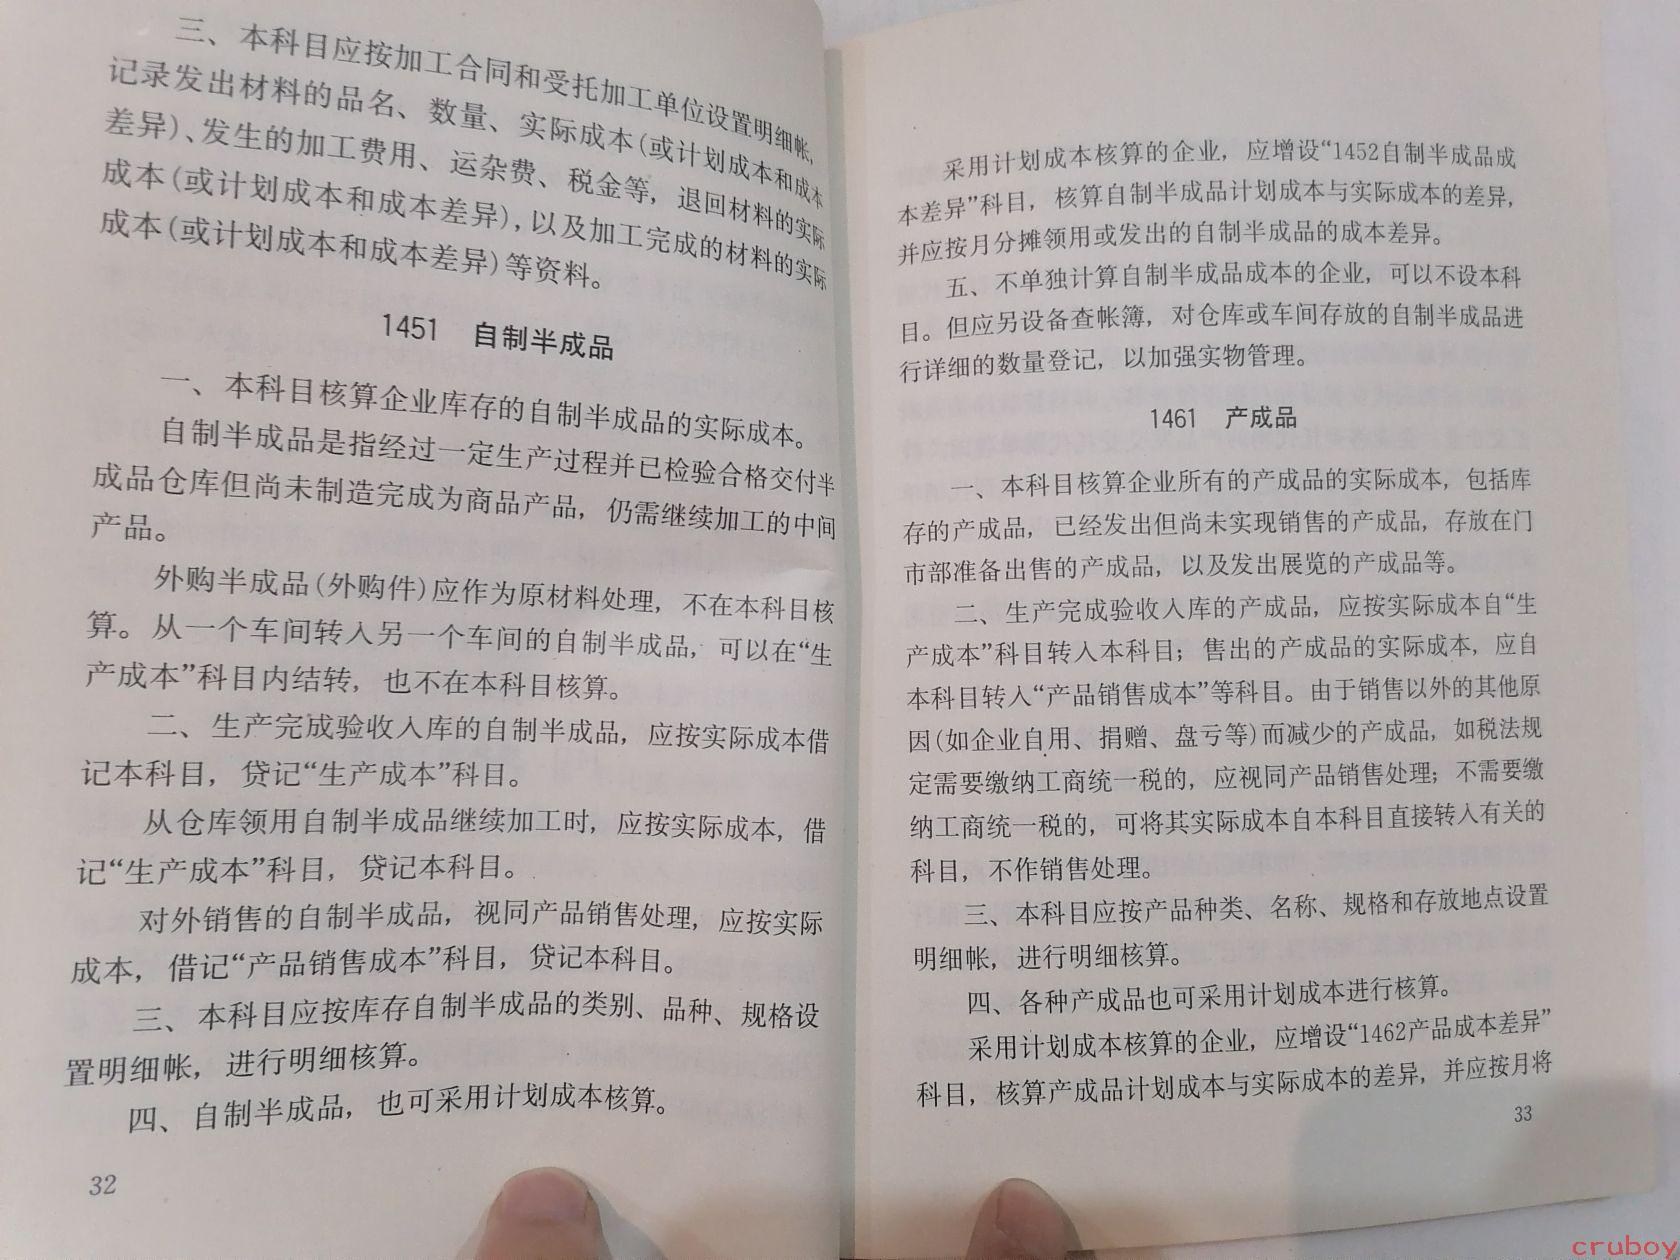 三、本科目应按加工合同和受托加工单位设置明细帐，
记录发出材料的品名、数量、实际成本(或计划成本和成本
差异)、发生的加工费用、运杂费、税金等，退回材料的实际
成本(或计划成本和成本差异)，以及加工完成的材料的实际
成本(或计划成本和成本差异)等资料。
1451 自制半成品
一、本科目核算企业库存的自制半成品的实际成本。
自制半成品是指经过一定生产过程并已检验合格交付半
成品仓库但尚未制造完成为商品产品，仍需继续加工的中间
产品。
外购半成品(外购件)应作为原材料处理，不在本科目核
算。从一个车间转入另一个车间的自制半成品，可以在“生
产成本”科目内结转，也不在本科目核算。
二、生产完成验收入库的自制半成品，应按实际成本借
记本科目，贷记“生产成本”科目。
从仓库领用自制半成品继续加工时，应按实际成本，借
记“生产成本”科目，贷记本科目。
对外销售的自制半成品，视同产品销售处理，应按实际
成本，借记“产品销售成本”科目，贷记本科目。
三、本科目应按库存自制半成品的类别、品种、规格设
置明细帐，进行明细核算。
四、自制半成品，也可采用计划成本核算。
32
采用计划成本核算的企业，应增设“1452自制半成品成
本差异”科目，核算自制半成品计划成本与实际成本的差异，
并应按月分摊领用或发出的自制半成品的成本差异。
五、不单独计算自制半成品成本的企业，可以不设本科
目。但应另设备查帐簿，对仓库或车间存放的自制半成品进
行详细的数量登记，以加强实物管理。
1461 产成品
一、本科目核算企业所有的产成品的实际成本，包括库
存的产成品，已经发出但尚未实现销售的产成品，存放在门
市部准备出售的产成品，以及发出展览的产成品等。
二、生产完成验收入库的产成品，应按实际成本自“生
产成本”科目转入本科目；售出的产成品的实际成本，应自
本科目转入“产品销售成本”等科目。由于销售以外的其他原
因(如企业自用、捐赠、盘亏等)而减少的产成品，如税法规
定需要缴纳工商统一税的，应视同产品销售处理；不需要缴
纳工商统一税的，可将其实际成本自本科目直接转入有关的
科目，不作销售处理。
三、本科目应按产品种类、名称、规格和存放地点设置
明细帐，进行明细核算。
四、各种产成品也可采用计划成本进行核算。
采用计划成本核算的企业，应增设“1462产品成本差异”
科目，核算产成品计划成本与实际成本的差异，并应按月将
33
cruboy